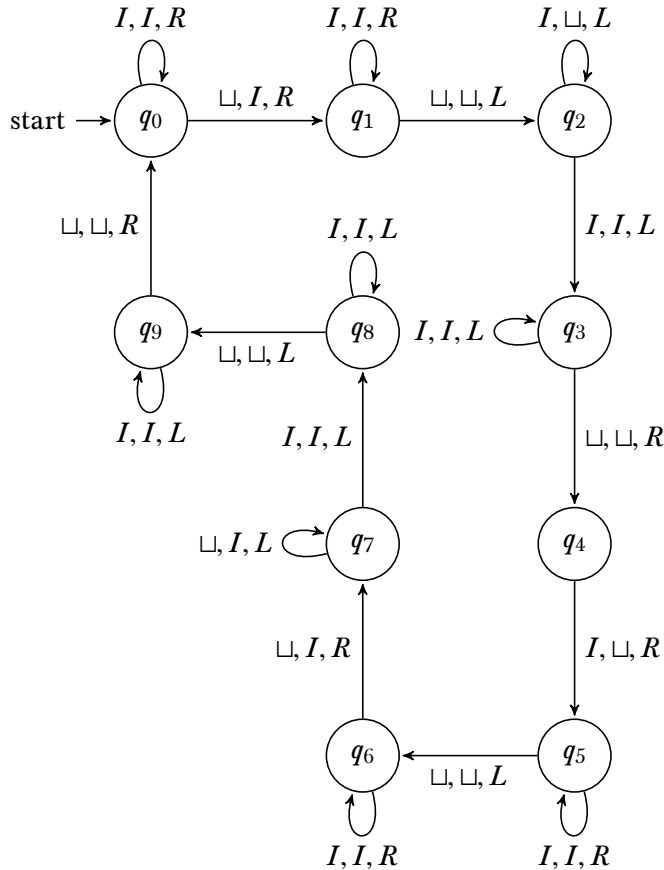 I, I, R
I, I, R
I, ⊔, L
start
q0
⊔, I, R
q1
⊔, ⊔, L
q2
⊔, ⊔, R
I, I, L
I, I, L
q9
⊔, ⊔, L
q8
I, I, L
q3
I, I, L
I, I, L
⊔, ⊔, R
⊔, I, L
q7
q4
⊔, I, R
I, ⊔, R
q6
⊔, ⊔, L
q5
I, I, R
I, I, R